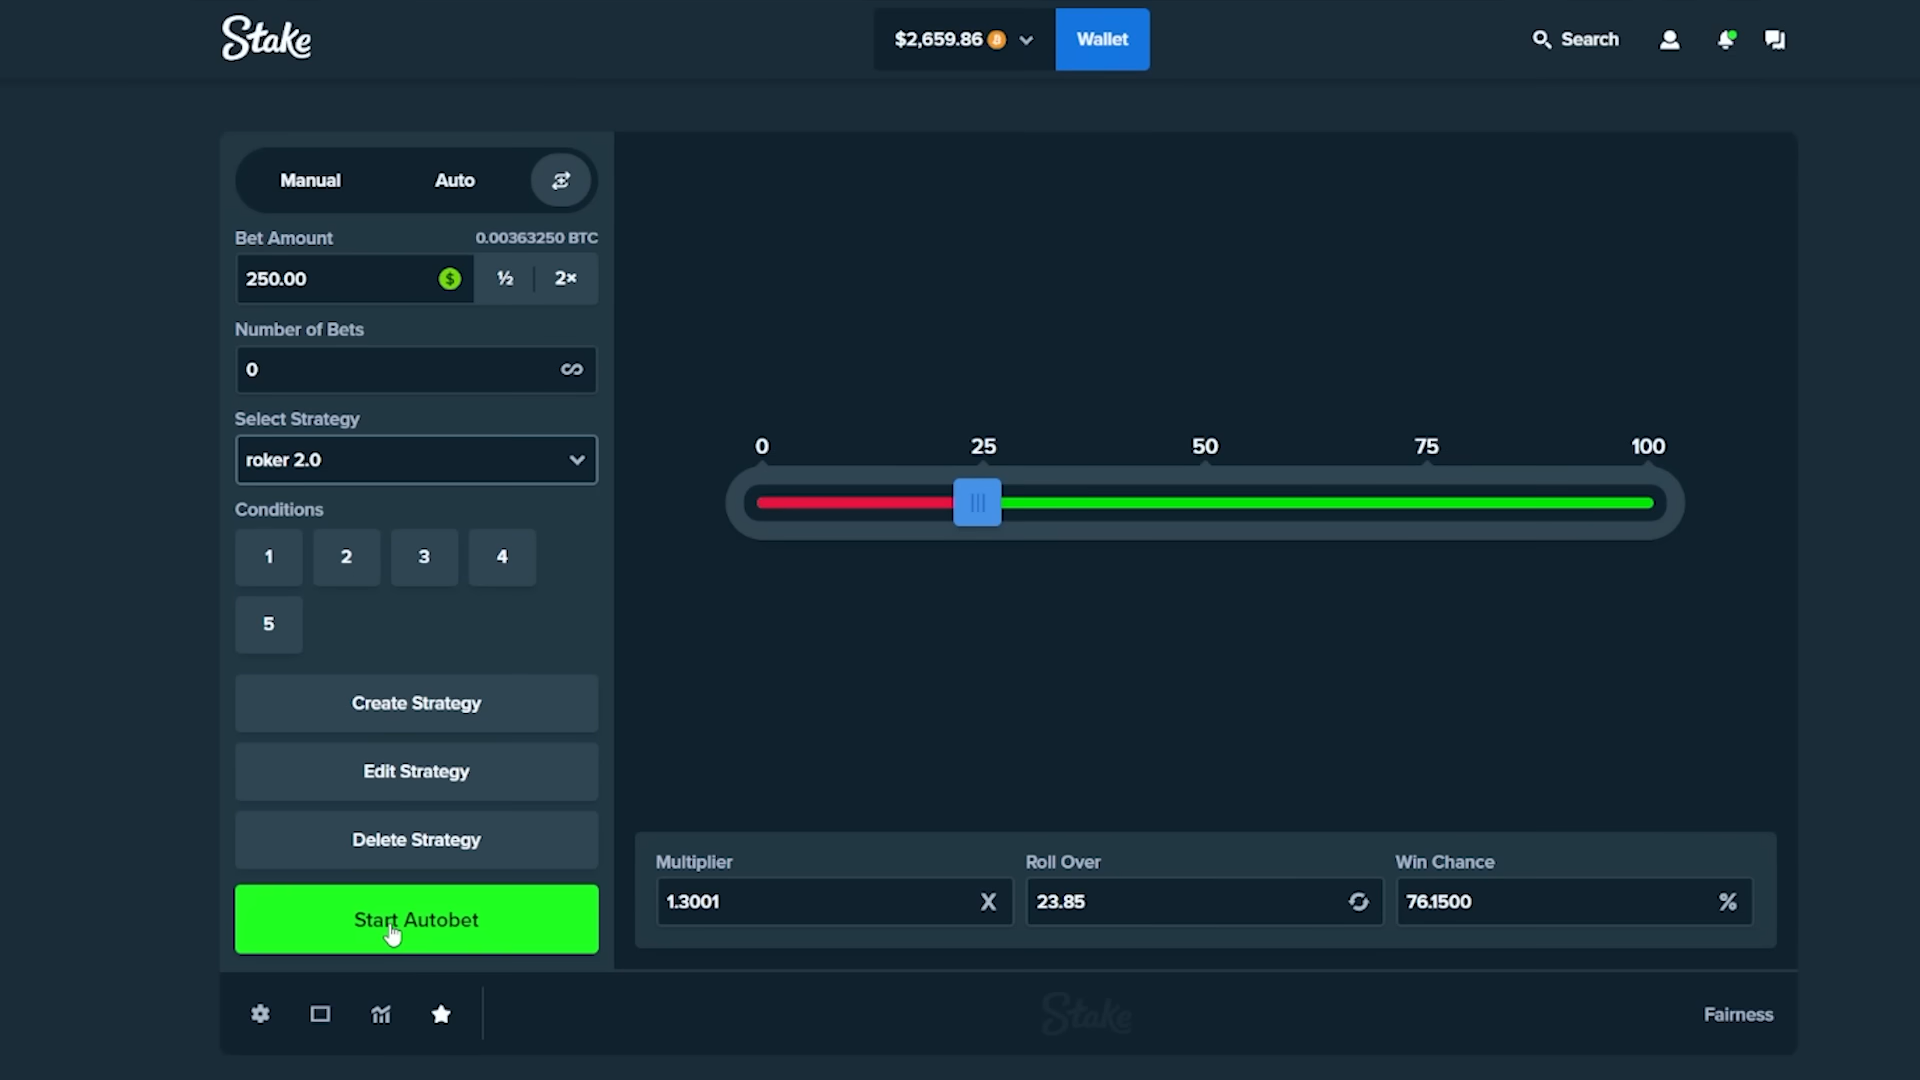 Stake
$2,659.86
Wallet
Search
Manual Auto
Bet Amount 0.00363250 BTC
250.00 $ ½ 2×
Number of Bets
0 ∞
Select Strategy
roker 2.0
Conditions
1 2 3 4
5
Create Strategy
Edit Strategy
Delete Strategy
Start Autobet
0 25 50 75 100
Multiplier Roll Over Win Chance
1.3001 X 23.85 76.1500 %
Stake
Fairness